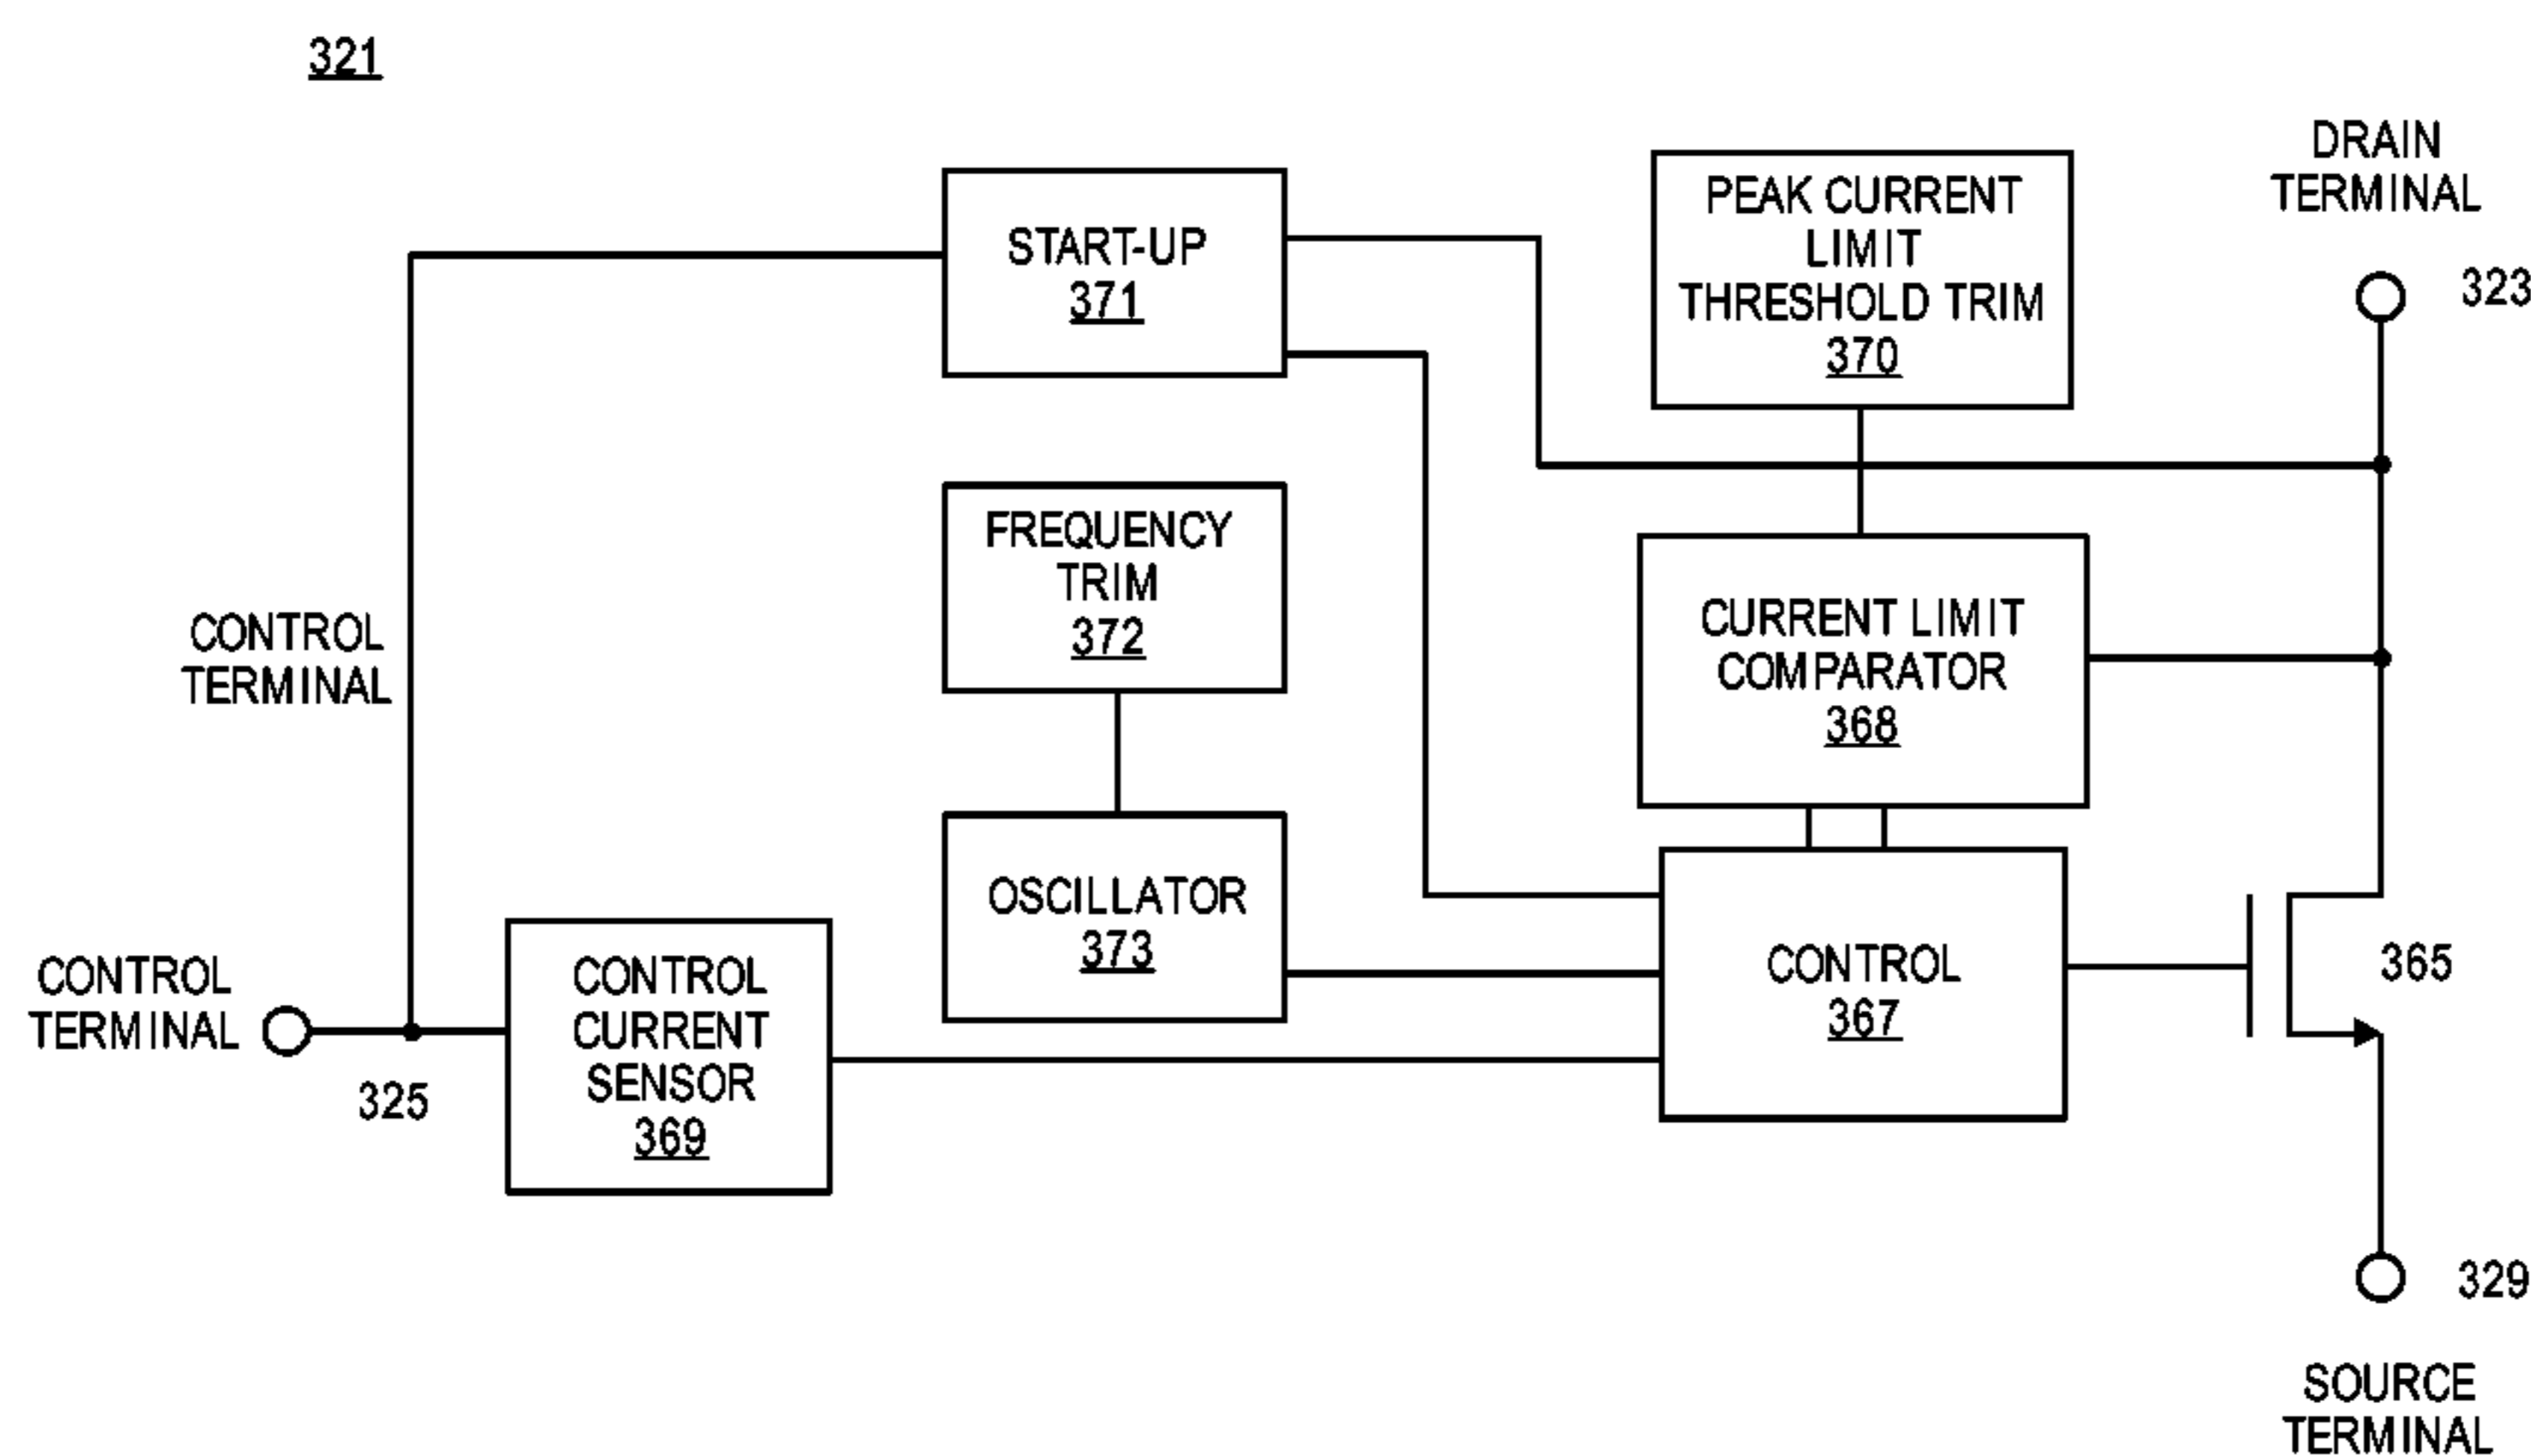 321
DRAIN
TERMINAL
323
START-UP
371
PEAK CURRENT
LIMIT
THRESHOLD TRIM
370
FREQUENCY
TRIM
372
CONTROL
TERMINAL
CURRENT LIMIT
COMPARATOR
368
OSCILLATOR
373
CONTROL
TERMINAL
325
CONTROL
CURRENT
SENSOR
369
CONTROL
367
365
329
SOURCE
TERMINAL